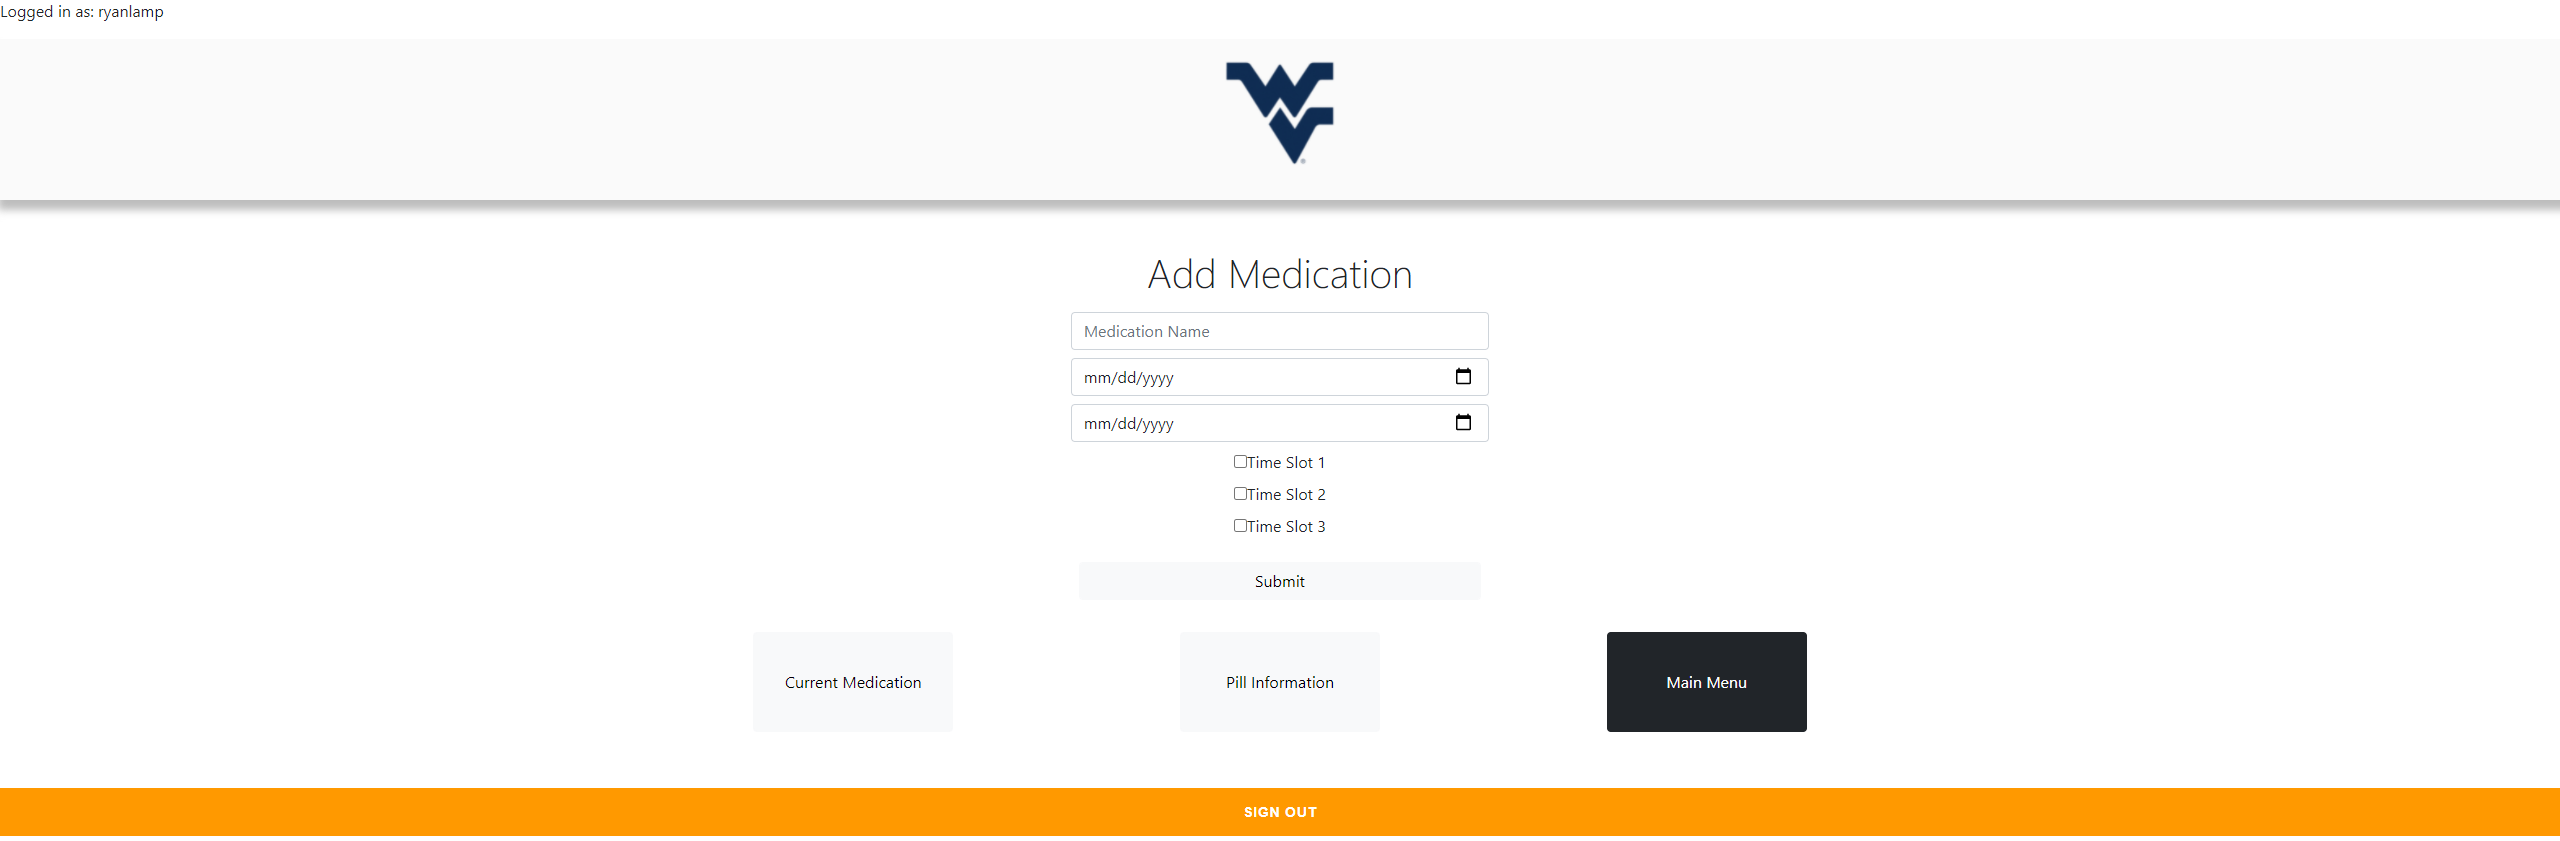 Logged in as: ryanlamp
WV
Add Medication
Medication Name
mm/dd/yyyy
mm/dd/yyyy
Time Slot 1
Time Slot 2
Time Slot 3
Submit
Current Medication
Pill Information
Main Menu
SIGN OUT